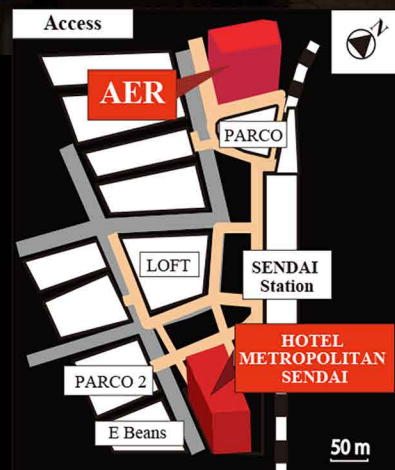 Access
N
AER
PARCO
LOFT
SENDAI
Station
HOTEL
METROPOLITAN
SENDAI
PARCO 2
E Beans
50 m